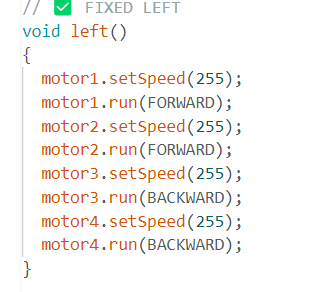 // ✅ FIXED LEFT
void left()
{
  motor1.setSpeed(255);
  motor1.run(FORWARD);
  motor2.setSpeed(255);
  motor2.run(FORWARD);
  motor3.setSpeed(255);
  motor3.run(BACKWARD);
  motor4.setSpeed(255);
  motor4.run(BACKWARD);
}